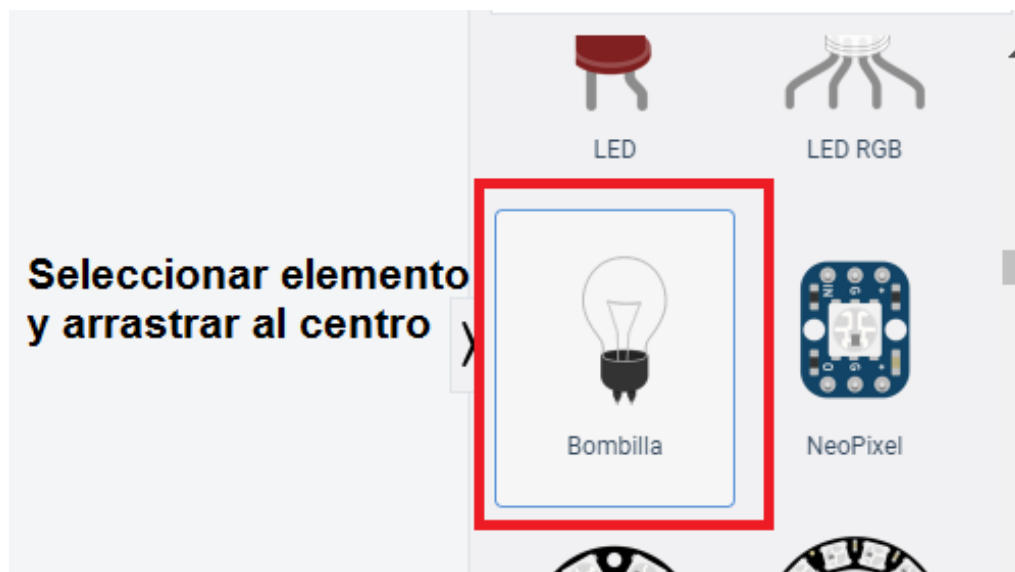 LED
LED RGB
Seleccionar elemento
y arrastrar al centro
Bombilla
NeoPixel